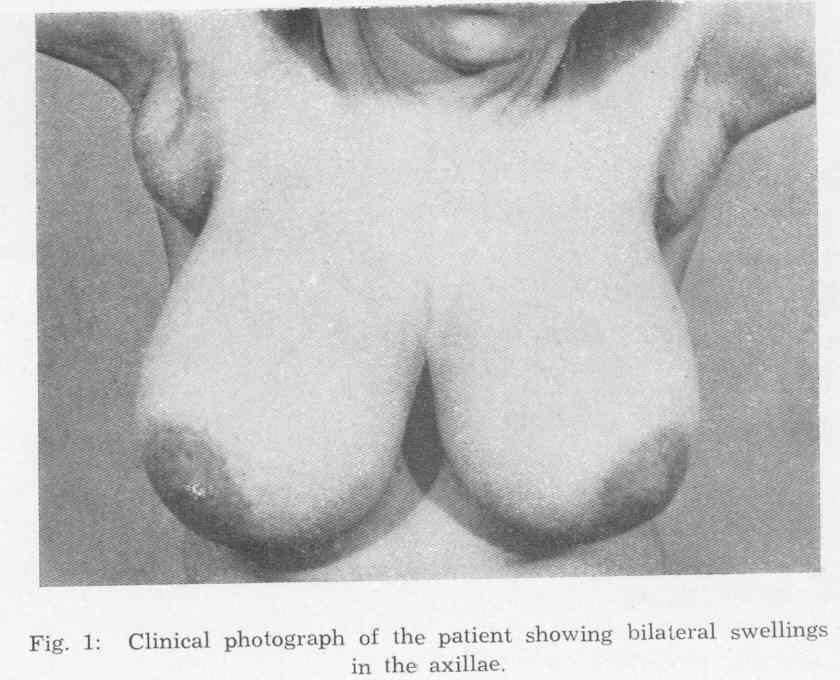 Fig. 1: Clinical photograph of the patient showing bilateral swellings
in the axillae.